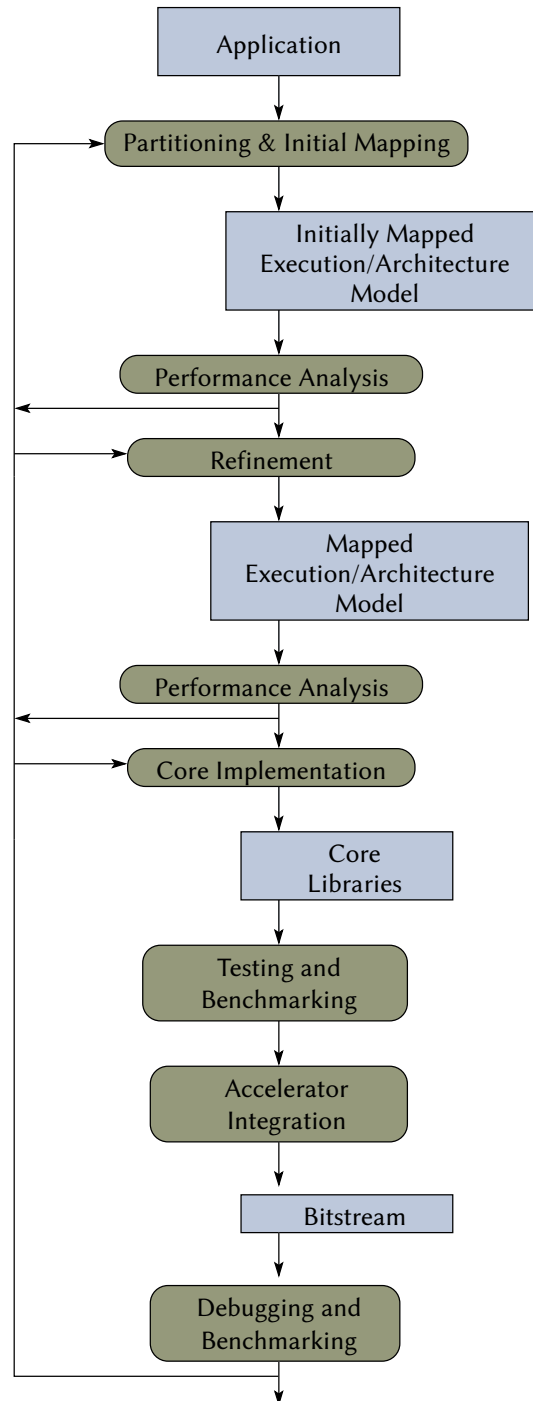 Application
Partitioning & Initial Mapping
Initially Mapped
Execution/Architecture
Model
Performance Analysis
Refinement
Mapped
Execution/Architecture
Model
Performance Analysis
Core Implementation
Core
Libraries
Testing and
Benchmarking
Accelerator
Integration
Bitstream
Debugging and
Benchmarking